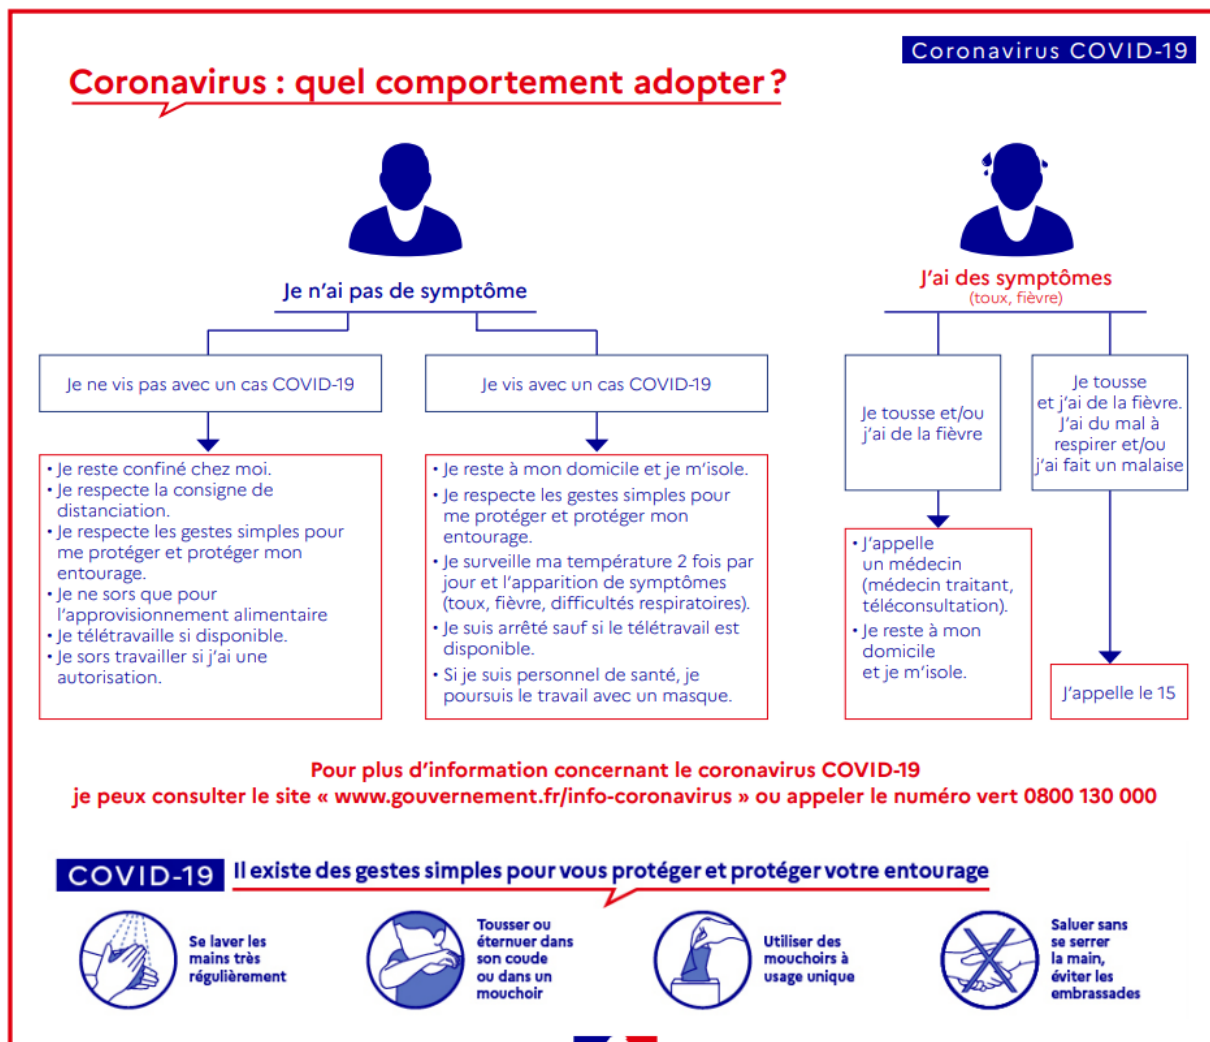 Coronavirus COVID-19
Coronavirus : quel comportement adopter ?
Je n'ai pas de symptôme
Je ne vis pas avec un cas COVID-19
• Je reste confiné chez moi.
• Je respecte la consigne de
distanciation.
• Je respecte les gestes simples pour
me protéger et protéger mon
entourage.
• Je ne sors que pour
l'approvisionnement alimentaire
• Je télétravaille si disponible.
• Je sors travailler si j'ai une
autorisation.
Je vis avec un cas COVID-19
• Je reste à mon domicile et je m'isole.
• Je respecte les gestes simples pour
me protéger et protéger mon
entourage.
• Je surveille ma température 2 fois par
jour et l'apparition de symptômes
(toux, fièvre, difficultés respiratoires).
• Je suis arrêté sauf si le télétravail est
disponible.
• Si je suis personnel de santé, je
poursuis le travail avec un masque.
J'ai des symptômes
(toux, fièvre)
Je tousse et/ou
j'ai de la fièvre
• J'appelle
un médecin
(médecin traitant,
téléconsultation).
• Je reste à mon
domicile
et je m'isole.
Je tousse
et j'ai de la fièvre.
J'ai du mal à
respirer et/ou
j'ai fait un malaise
J'appelle le 15
Pour plus d'information concernant le coronavirus COVID-19
je peux consulter le site « www.gouvernement.fr/info-coronavirus » ou appeler le numéro vert 0800 130 000
COVID-19 Il existe des gestes simples pour vous protéger et protéger votre entourage
Se laver les
mains très
régulièrement
Tousser ou
éternuer dans
son coude
ou dans un
mouchoir
Utiliser des
mouchoirs à
usage unique
Saluer sans
se serrer
la main,
éviter les
embrassades